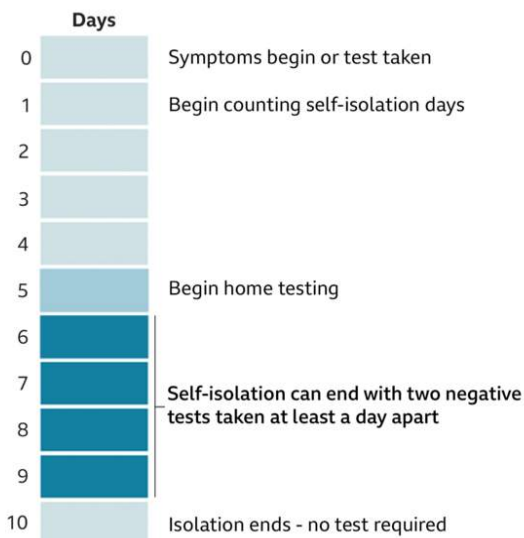 Days
0 Symptoms begin or test taken
1 Begin counting self-isolation days
2
3
4
5 Begin home testing
6
7
Self-isolation can end with two negative
tests taken at least a day apart
8
9
10 Isolation ends - no test required